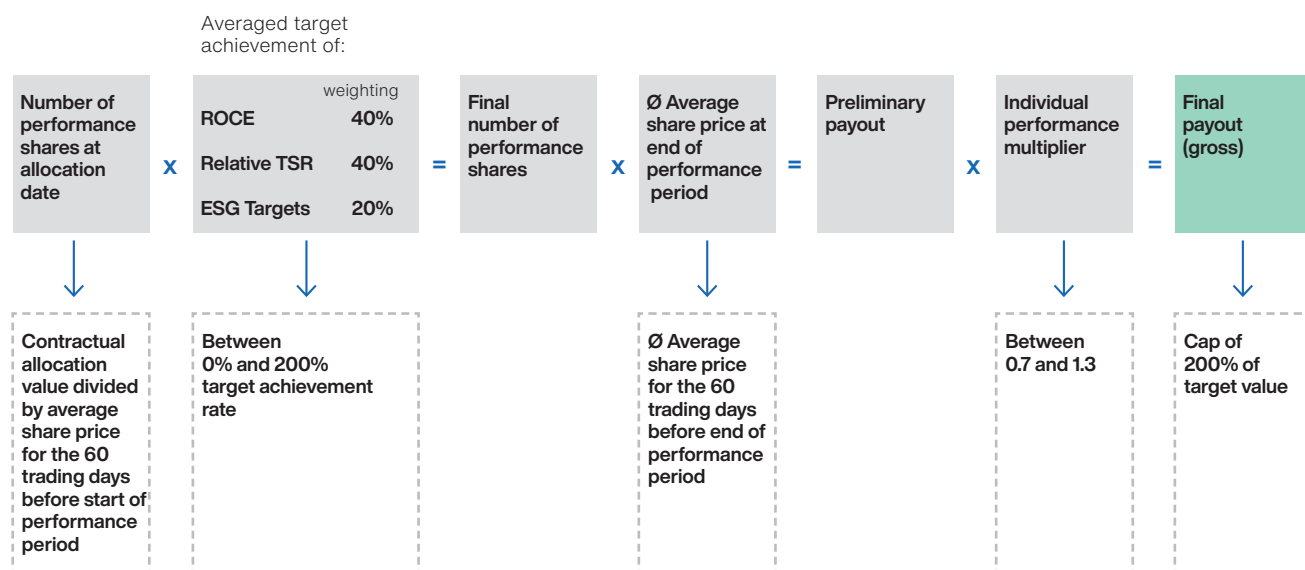 Averaged target
achievement of:
Number of
performance
shares at
allocation
date
x
weighting
ROCE 40%
Relative TSR 40%
ESG Targets 20%
=
Final
number of
performance
shares
x
Ø Average
share price at
end of
performance
period
=
Preliminary
payout
x
Individual
performance
multiplier
=
Final
payout
(gross)
Contractual
allocation
value divided
by average
share price
for the 60
trading days
before start of
performance
period
Between
0% and 200%
target achievement
rate
Ø Average
share price
for the 60
trading days
before end of
performance
period
Between
0.7 and 1.3
Cap of
200% of
target value